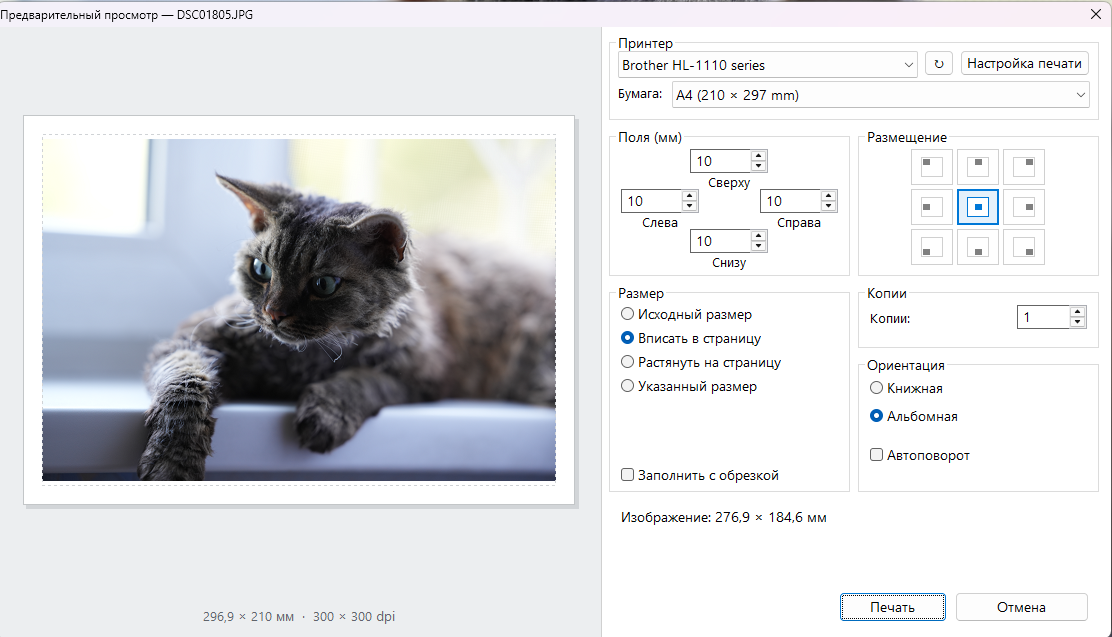 Предварительный просмотр — DSC01805.JPG
Принтер
Brother HL-1110 series
Настройка печати
Бумага: A4 (210 × 297 mm)
Поля (мм)
10
Сверху
10
Слева
10
Справа
10
Снизу
Размещение
Размер
Исходный размер
Вписать в страницу
Растянуть на страницу
Указанный размер
Заполнить с обрезкой
Копии
Копии: 1
Ориентация
Книжная
Альбомная
Автоповорот
Изображение: 276,9 × 184,6 мм
296,9 × 210 мм · 300 × 300 dpi
Печать
Отмена